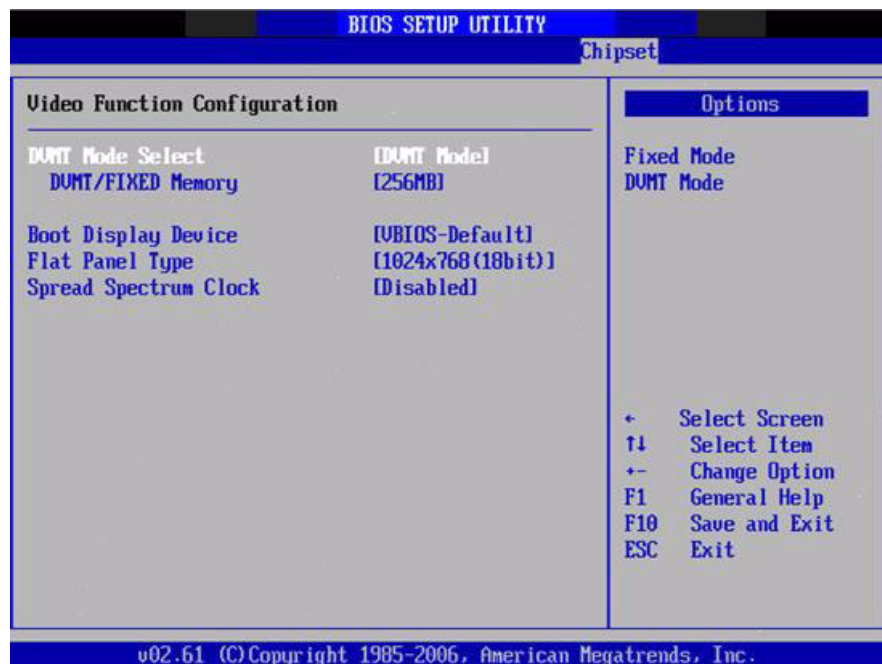 BIOS SETUP UTILITY
Chipset
Video Function Configuration
DVMT Mode Select [DVMT Mode]
DVMT/FIXED Memory [256MB]
Boot Display Device [VBIOS-Default]
Flat Panel Type [1024x768(18bit)]
Spread Spectrum Clock [Disabled]
Options
Fixed Mode
DVMT Mode
← Select Screen
↑↓ Select Item
+- Change Option
F1 General Help
F10 Save and Exit
ESC Exit
v02.61 (C)Copyright 1985-2006, American Megatrends, Inc.